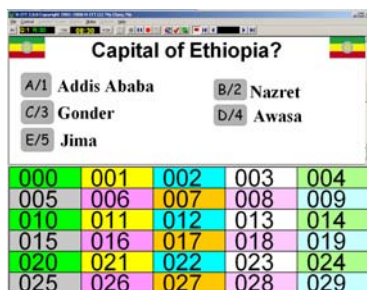 Capital of Ethiopia?
A/1 Addis Ababa
B/2 Nazret
C/3 Gonder
D/4 Awasa
E/5 Jima
000 001 002 003 004
005 006 007 008 009
010 011 012 013 014
015 016 017 018 019
020 021 022 023 024
025 026 027 028 029